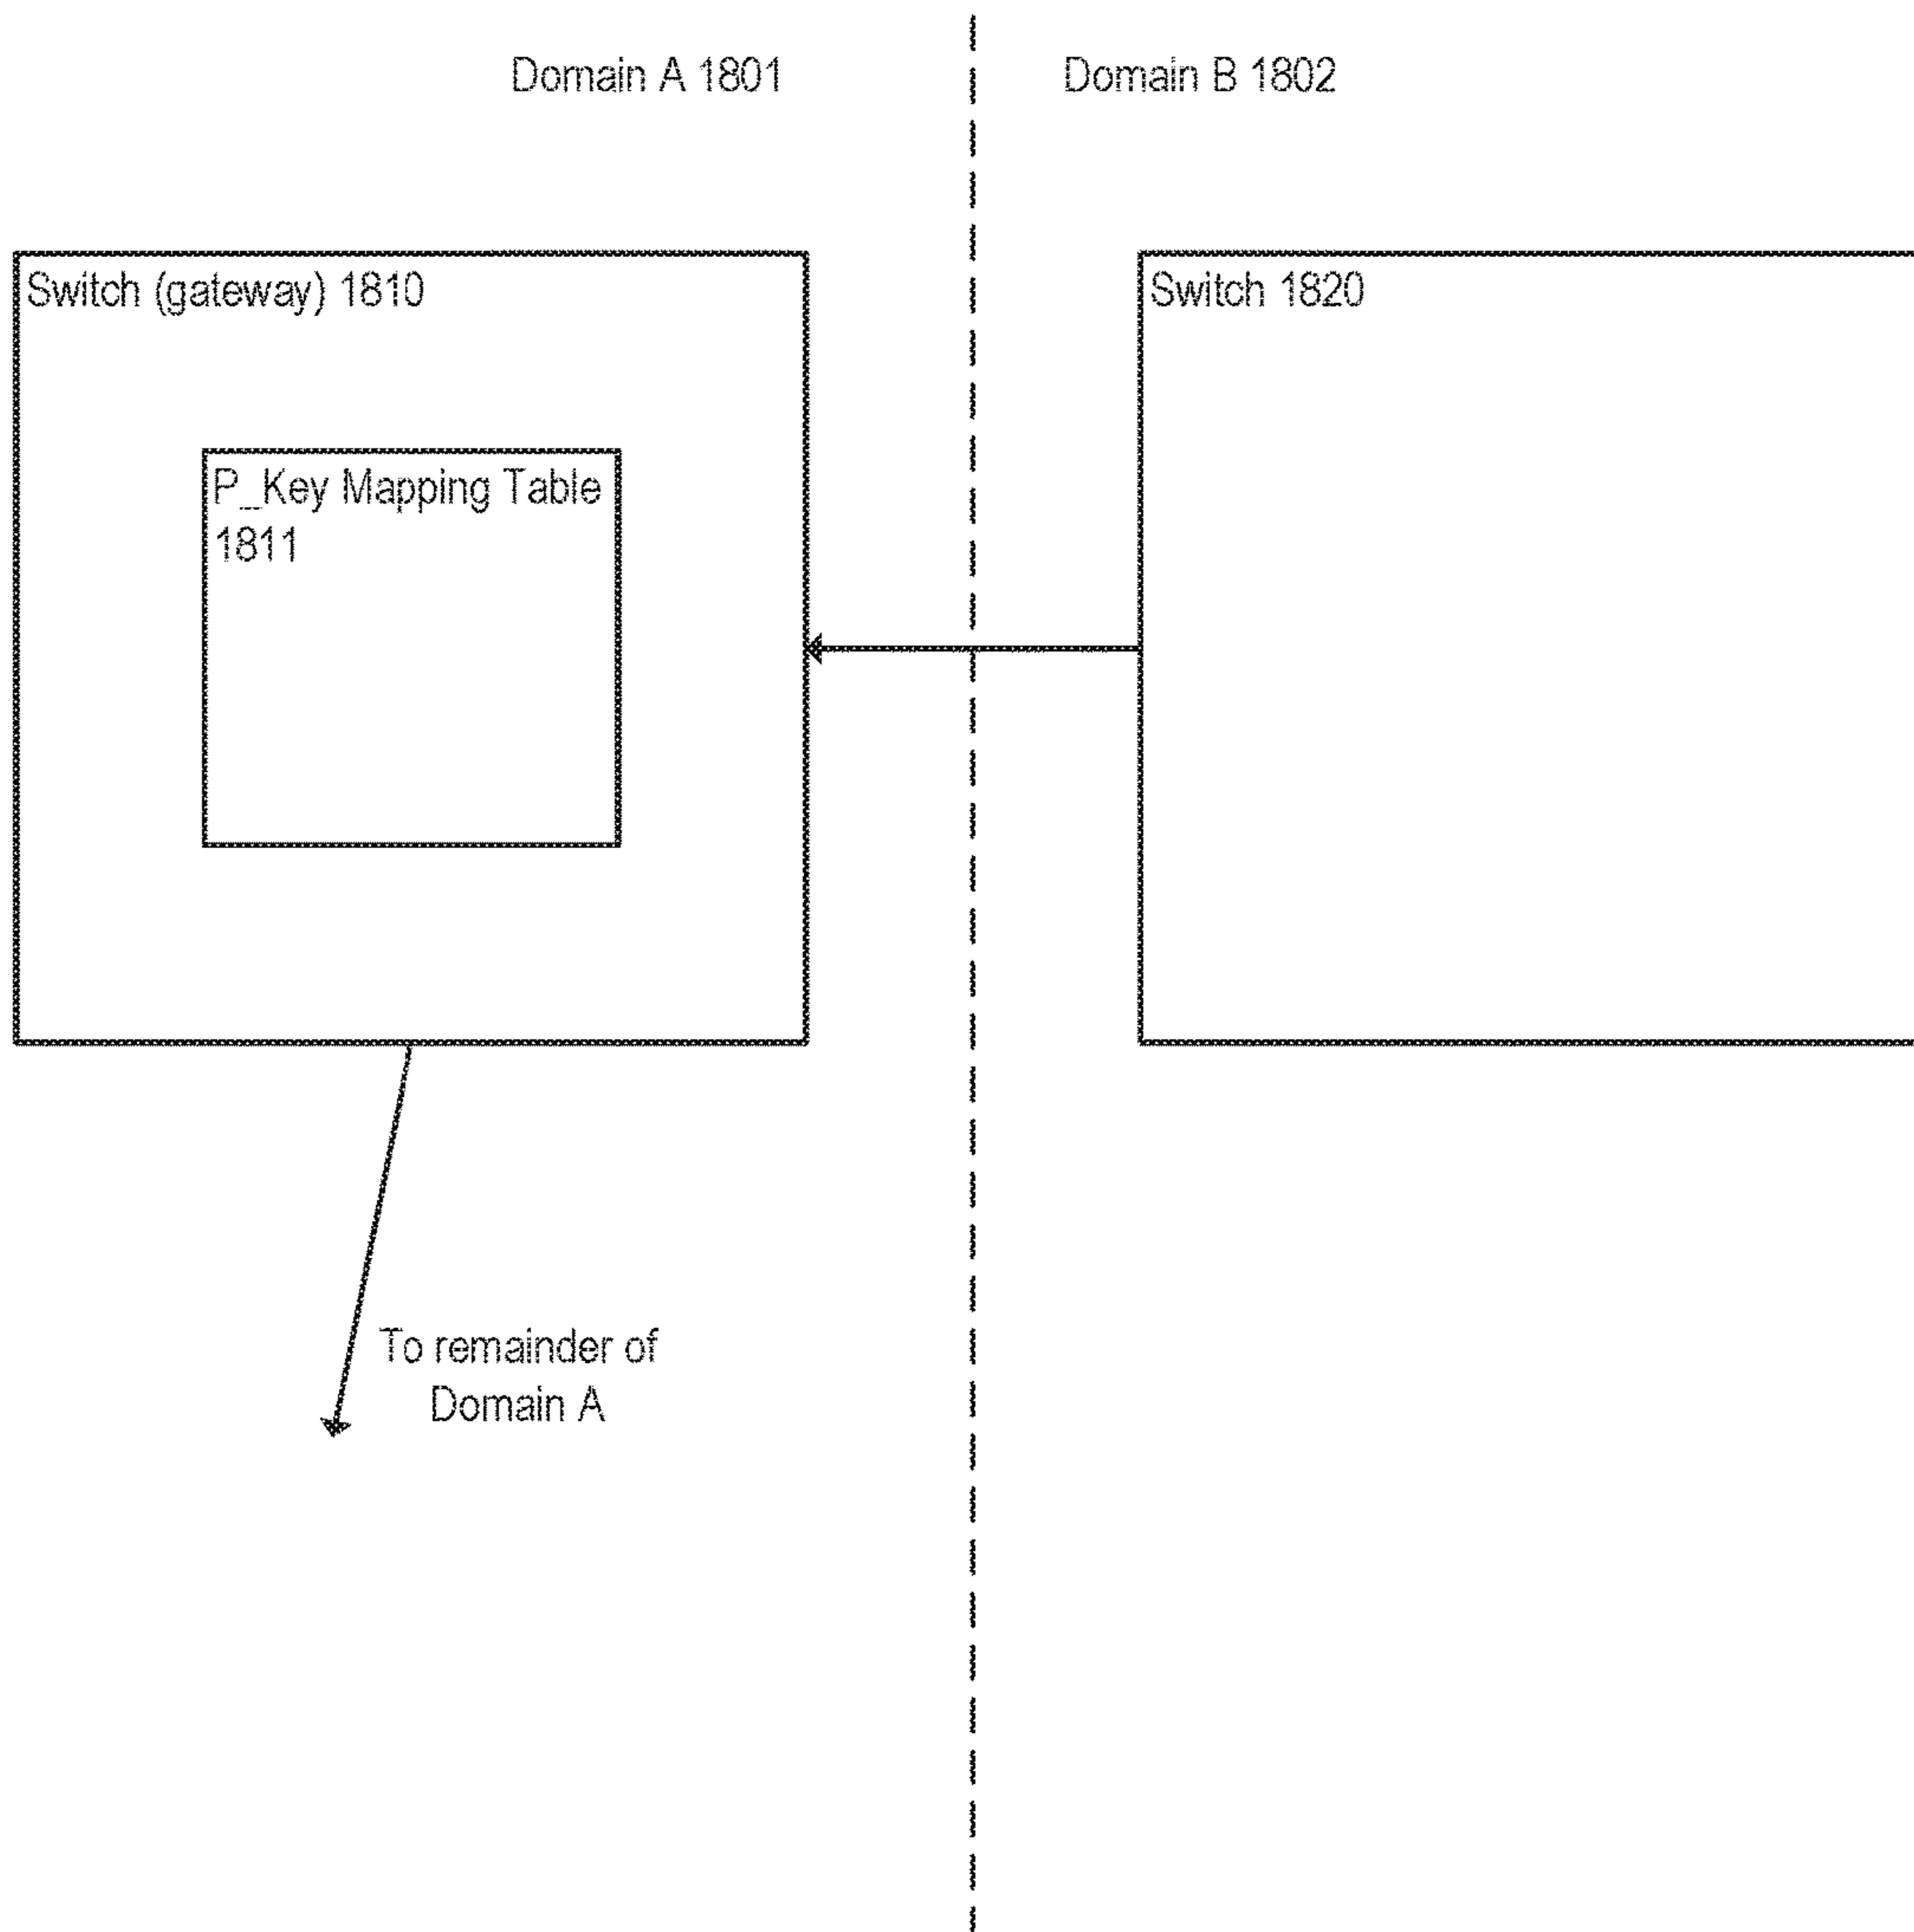 Domain A 1801
Domain B 1802
Switch (gateway) 1810
P_Key Mapping Table
1811
Switch 1820
To remainder of
Domain A